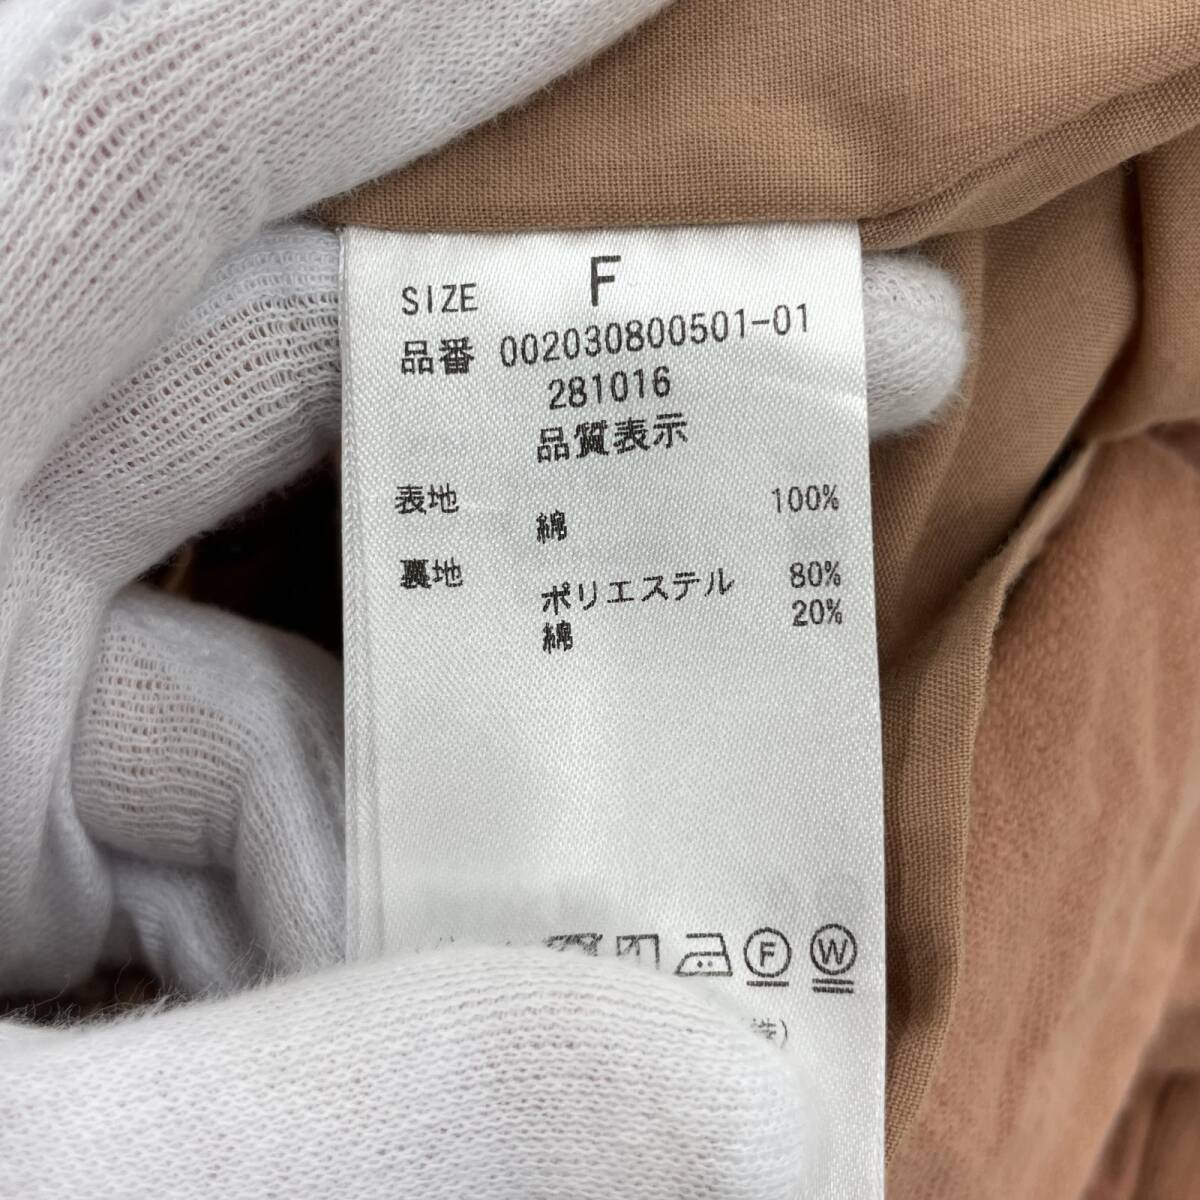 SIZE F
品番 002030800501-01
281016
品質表示
表地
綿 100%
裏地
ポリエステル 80%
綿 20%
F W